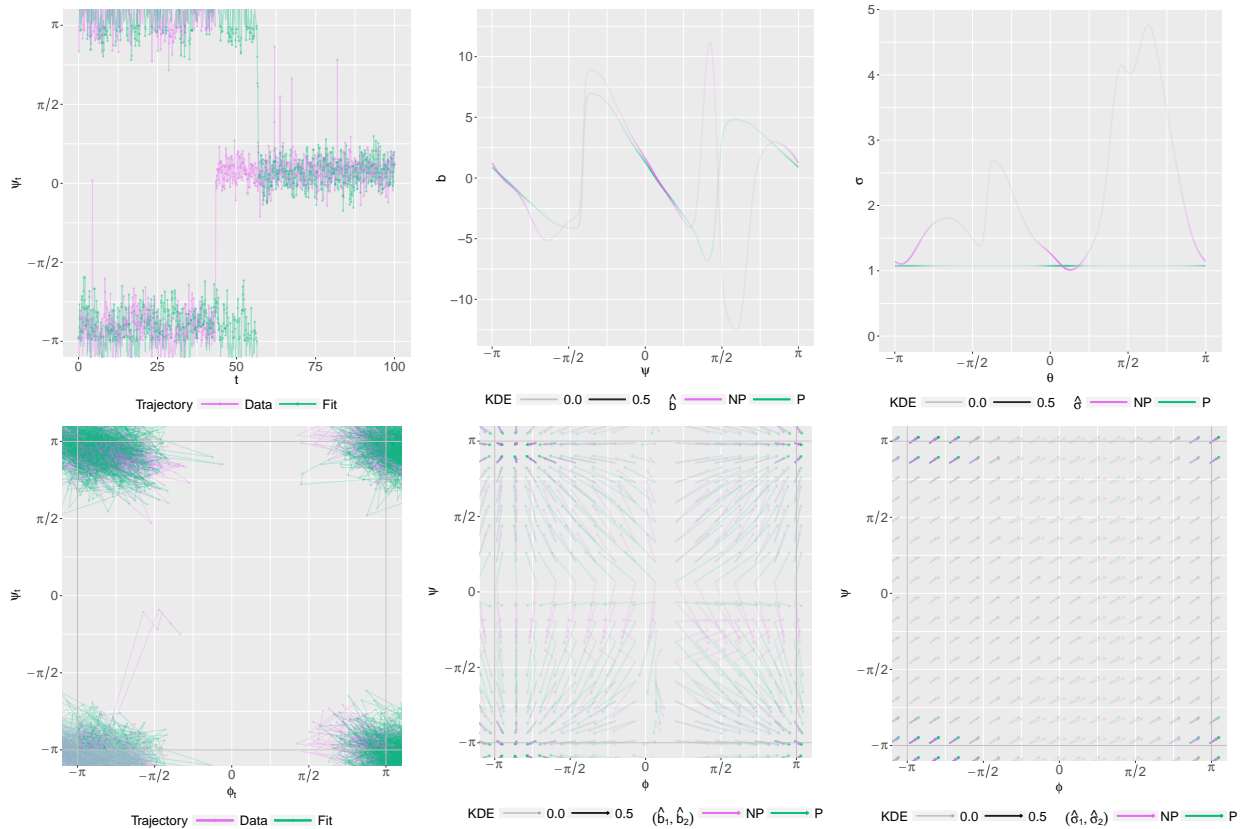 π
π/2
0
−π/2
−π
ψt
0 25 50 75 100
t
Trajectory Data Fit
10
5
0
−5
−10
b
−π −π/2 0 π/2 π
ψ
KDE 0.0 0.5 b̂ NP P
5
4
3
2
1
0
σ
−π −π/2 0 π/2 π
θ
KDE 0.0 0.5 σ̂ NP P
π
π/2
0
−π/2
−π
ψt
−π −π/2 0 π/2 π
ϕt
Trajectory Data Fit
π
π/2
0
−π/2
−π
ψ
−π −π/2 0 π/2 π
ϕ
KDE 0.0 0.5 (b̂1, b̂2) NP P
π
π/2
0
−π/2
−π
ψ
−π −π/2 0 π/2 π
ϕ
KDE 0.0 0.5 (σ̂1, σ̂2) NP P